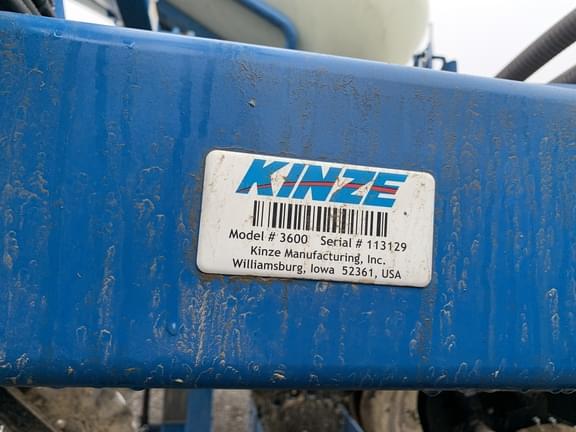 KINZE
Model # 3600 Serial # 113129
Kinze Manufacturing, Inc.
Williamsburg, Iowa 52361, USA